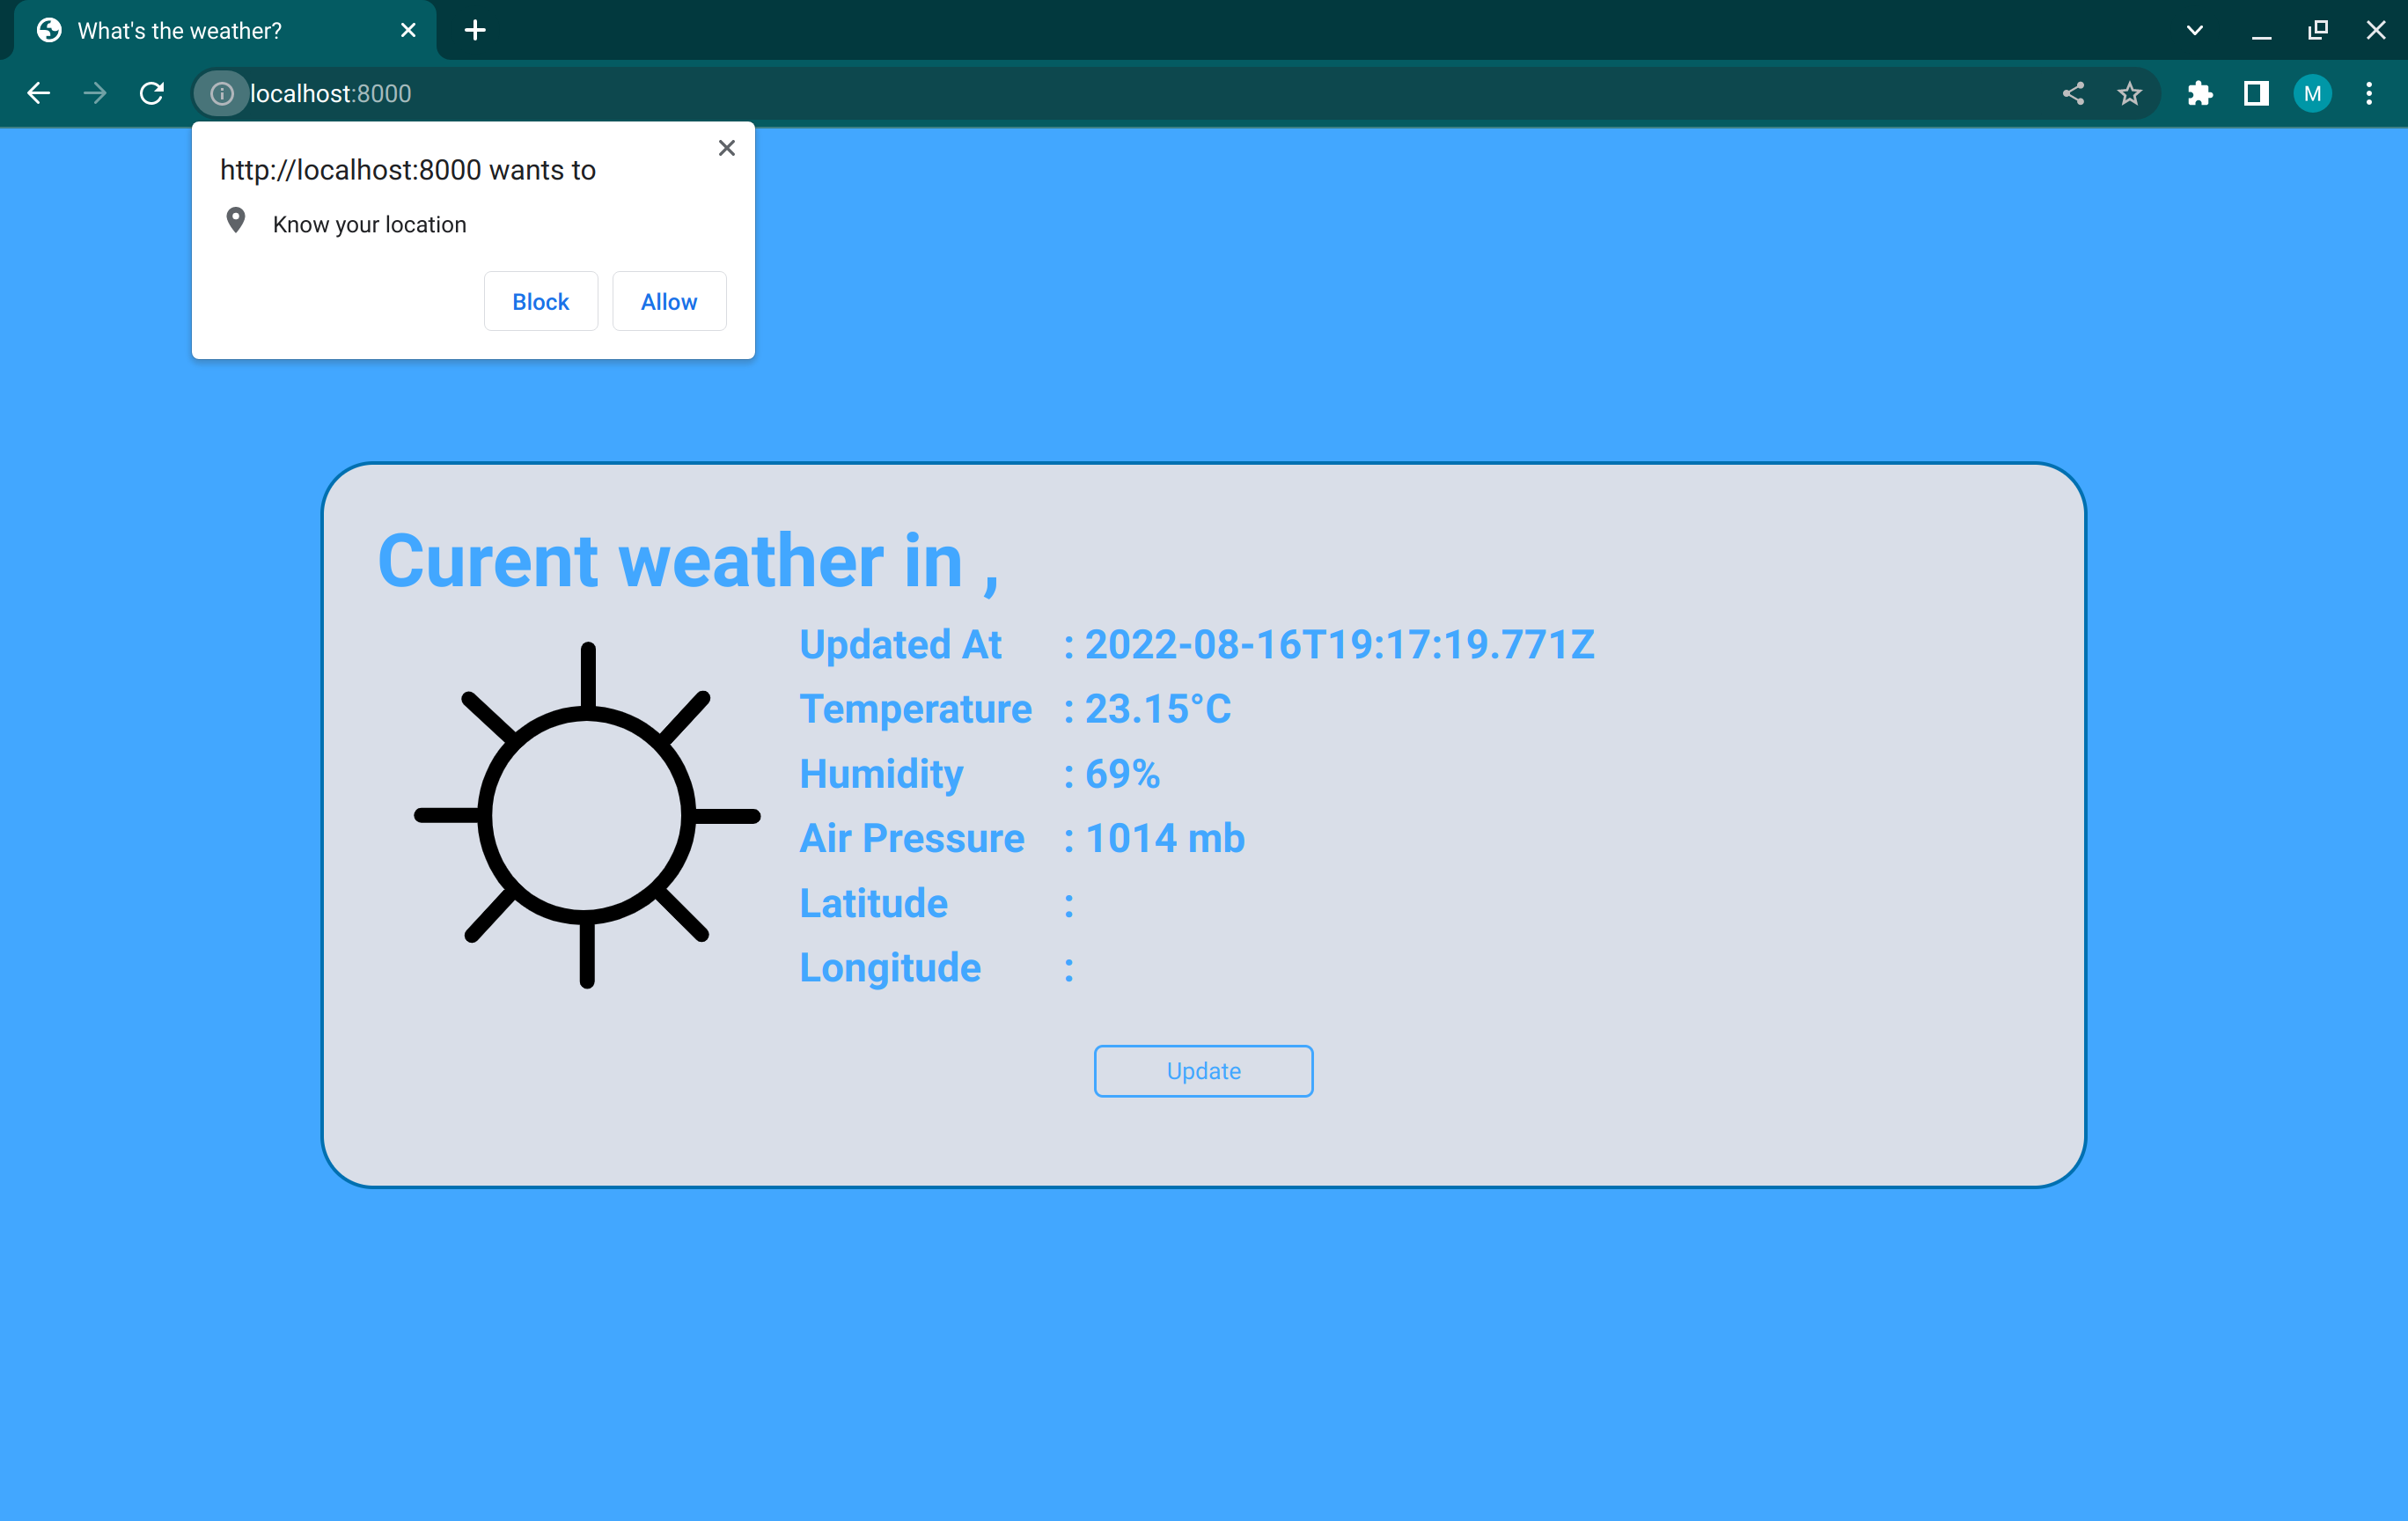 What's the weather?
localhost:8000
M
http://localhost:8000 wants to
Know your location
Block Allow
Curent weather in ,
Updated At : 2022-08-16T19:17:19.771Z
Temperature : 23.15°C
Humidity : 69%
Air Pressure : 1014 mb
Latitude :
Longitude :
Update